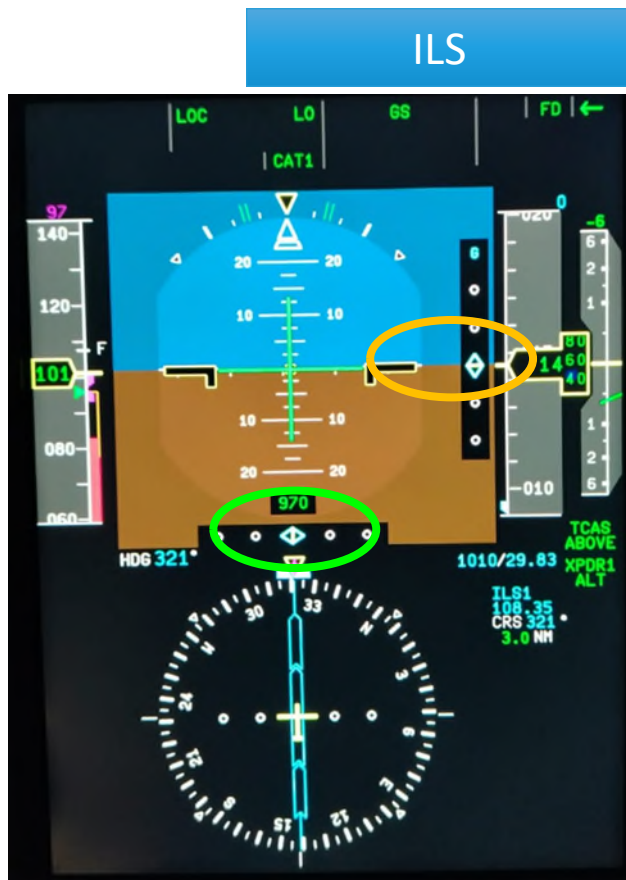 ILS
LOC LO GS FD
CAT1
97 0
140 020 -6
6
20 20 G 2
120 1
10 10
F
80
101 14 60
40
10 10 1
080 2
20 20 010 6
970
060
TCAS
ABOVE
HDG 321° 1010/29.83 XPDR1
ALT
ILS1
108.35
CRS 321°
3.0 NM
30 33 N 3 6 E 12 15 S 21 24 W